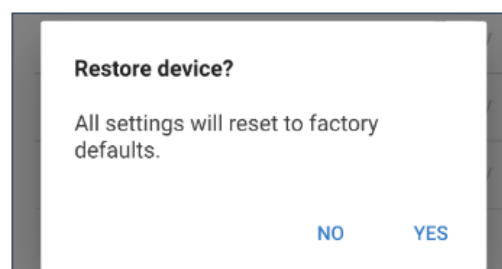 Restore device?
All settings will reset to factory
defaults.
NO YES